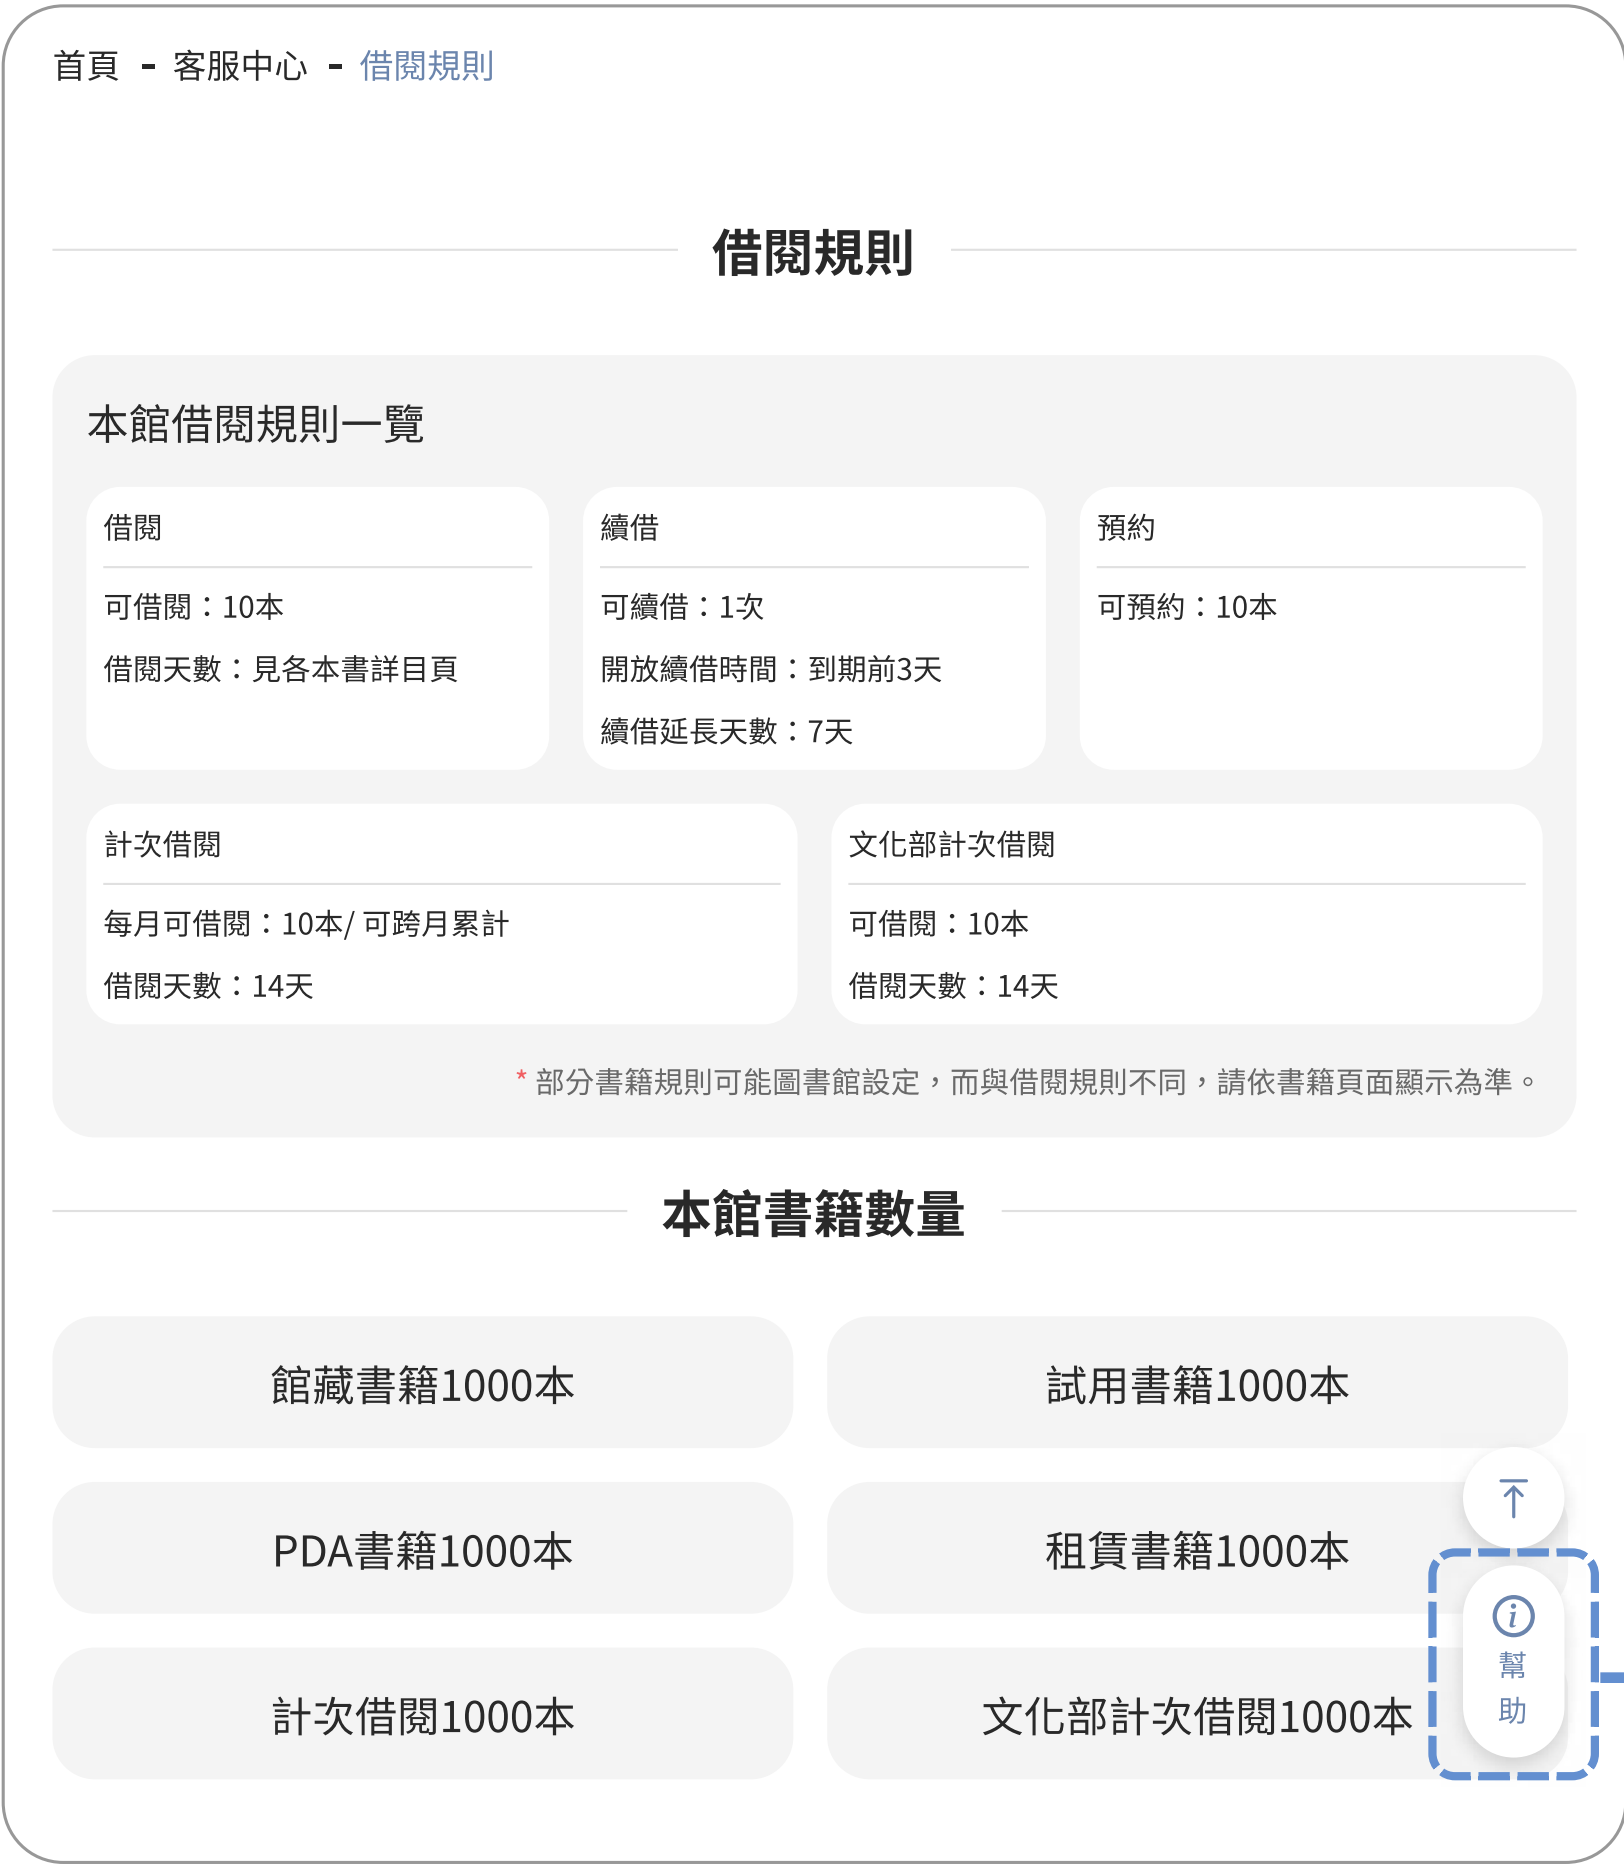 首頁 - 客服中心 - 借閱規則
借閱規則
本館借閱規則一覽
借閱
可借閱：10本
借閱天數：見各本書詳目頁
續借
可續借：1次
開放續借時間：到期前3天
續借延長天數：7天
預約
可預約：10本
計次借閱
每月可借閱：10本/ 可跨月累計
借閱天數：14天
文化部計次借閱
可借閱：10本
借閱天數：14天
* 部分書籍規則可能圖書館設定，而與借閱規則不同，請依書籍頁面顯示為準。
本館書籍數量
館藏書籍1000本
試用書籍1000本
PDA書籍1000本
租賃書籍1000本
計次借閱1000本
文化部計次借閱1000本
i
幫
助